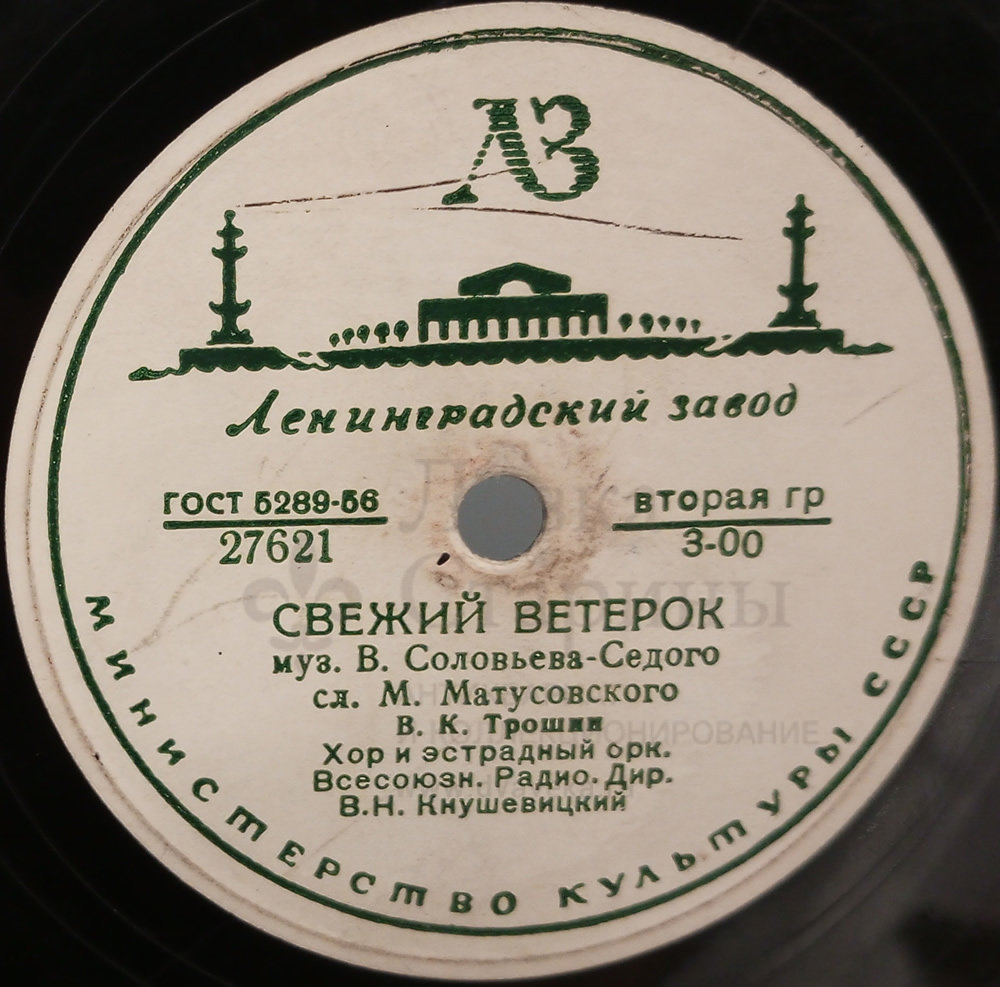 ЛЗ
Ленинградский завод
ГОСТ 5289-56
27621
вторая гр
3-00
СВЕЖИЙ ВЕТЕРОК
муз. В. Соловьева-Седого
сл. М. Матусовского
В. К. Трошин
Хор и эстрадный орк.
Всесоюзн. Радио. Дир.
В.Н. Кнушевицкий
МИНИСТЕРСТВО КУЛЬТУРЫ СССР